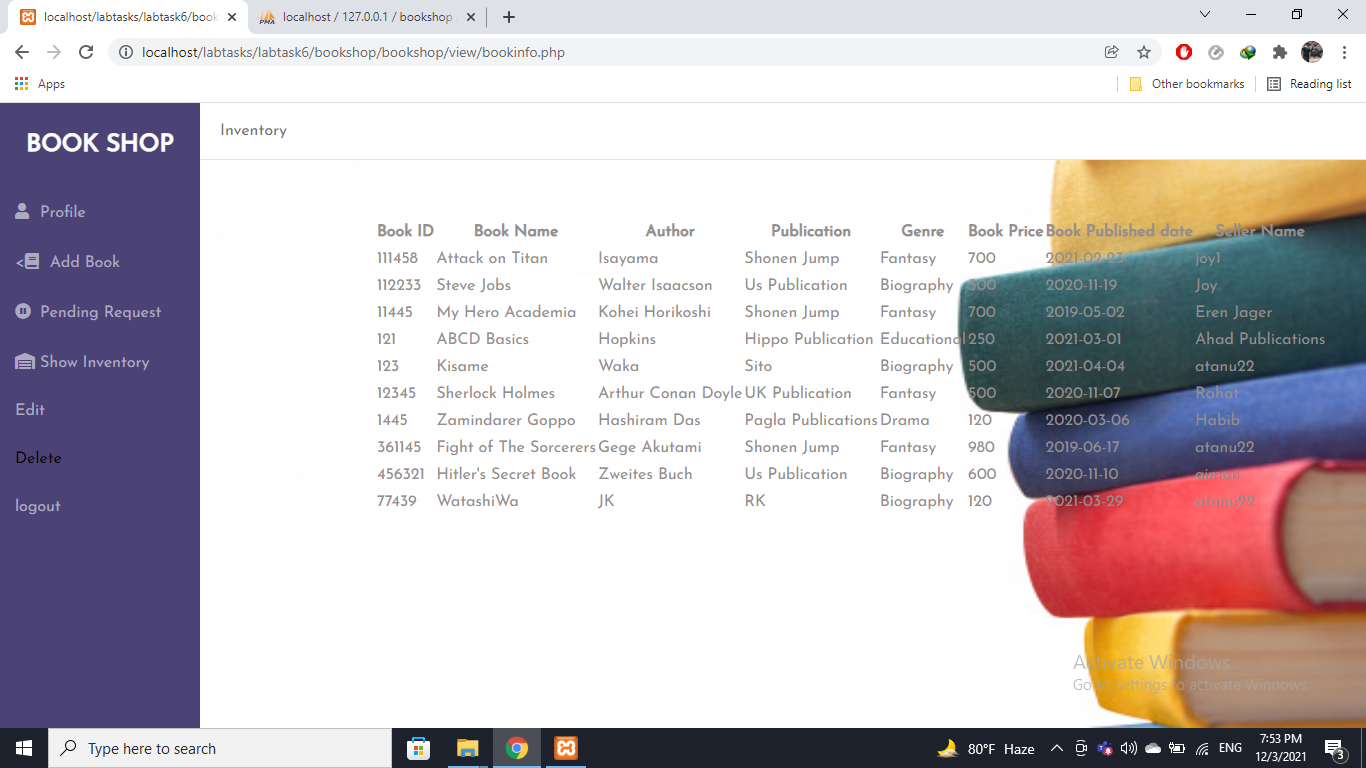 localhost/labtasks/labtask6/book
localhost / 127.0.0.1 / bookshop
localhost/labtasks/labtask6/bookshop/bookshop/view/bookinfo.php
Apps
Other bookmarks
Reading list
BOOK SHOP
Inventory
Profile
< Add Book
Pending Request
Show Inventory
Edit
Delete
logout
Book ID Book Name Author Publication Genre Book Price Book Published date Seller Name
111458 Attack on Titan Isayama Shonen Jump Fantasy 700 2021-02-23 joy1
112233 Steve Jobs Walter Isaacson Us Publication Biography 500 2020-11-19 Joy
11445 My Hero Academia Kohei Horikoshi Shonen Jump Fantasy 700 2019-05-02 Eren Jager
121 ABCD Basics Hopkins Hippo Publication Educational 250 2021-03-01 Ahad Publications
123 Kisame Waka Sito Biography 500 2021-04-04 atanu22
12345 Sherlock Holmes Arthur Conan Doyle UK Publication Fantasy 500 2020-11-07 Rahat
1445 Zamindarer Goppo Hashiram Das Pagla Publications Drama 120 2020-03-06 Habib
361145 Fight of The Sorcerers Gege Akutami Shonen Jump Fantasy 980 2019-06-17 atanu22
456321 Hitler's Secret Book Zweites Buch Us Publication Biography 600 2020-11-10 aiman
77439 WatashiWa JK RK Biography 120 2021-03-29 atanu22
Activate Windows
Go to Settings to activate Windows.
Type here to search
80°F Haze
ENG
7:53 PM
12/3/2021
3